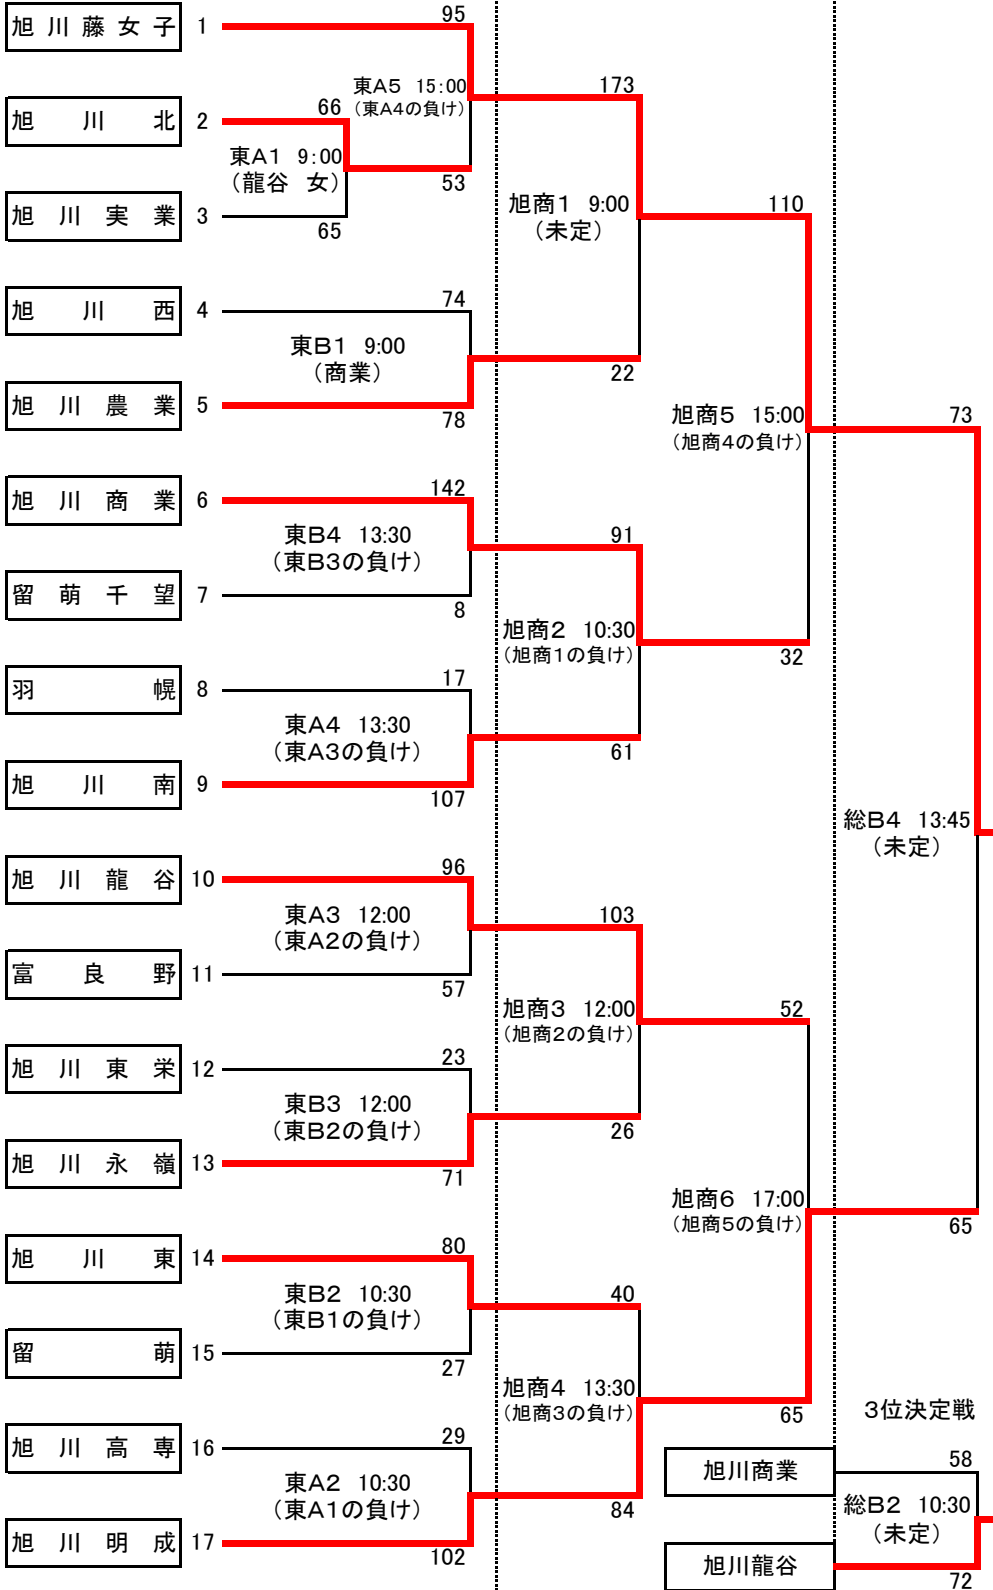 旭川藤女子 1
95
東A5 15:00
（東A4の負け）
173
旭川北 2
66
東A1 9:00
（龍谷 女）
53
旭川実業 3
65
旭商1 9:00
（未定）
110
旭川西 4
74
東B1 9:00
（商業）
22
旭川農業 5
78
旭商5 15:00
（旭商4の負け）
73
旭川商業 6
142
東B4 13:30
（東B3の負け）
91
留萌千望 7
8
旭商2 10:30
（旭商1の負け）
32
羽幌 8
17
東A4 13:30
（東A3の負け）
61
旭川南 9
107
総B4 13:45
（未定）
旭川龍谷 10
96
東A3 12:00
（東A2の負け）
103
富良野 11
57
旭商3 12:00
（旭商2の負け）
52
旭川東栄 12
23
東B3 12:00
（東B2の負け）
26
旭川永嶺 13
71
旭商6 17:00
（旭商5の負け）
65
旭川東 14
80
東B2 10:30
（東B1の負け）
40
留萌 15
27
旭商4 13:30
（旭商3の負け）
65
3位決定戦
旭川高専 16
29
東A2 10:30
（東A1の負け）
84
旭川明成 17
102
旭川商業
58
総B2 10:30
（未定）
旭川龍谷
72